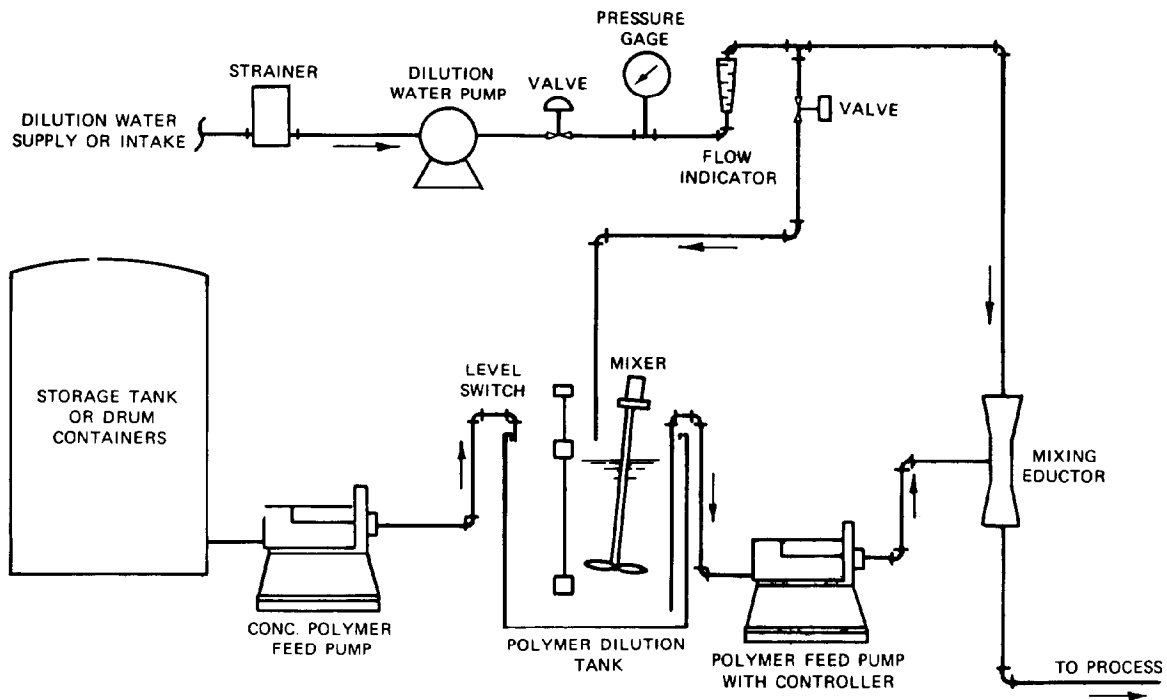 PRESSURE
GAGE
STRAINER
DILUTION
WATER PUMP
VALVE
VALVE
DILUTION WATER
SUPPLY OR INTAKE
FLOW
INDICATOR
LEVEL
SWITCH
MIXER
STORAGE TANK
OR DRUM
CONTAINERS
MIXING
EDUCTOR
CONC. POLYMER
FEED PUMP
POLYMER DILUTION
TANK
POLYMER FEED PUMP
WITH CONTROLLER
TO PROCESS